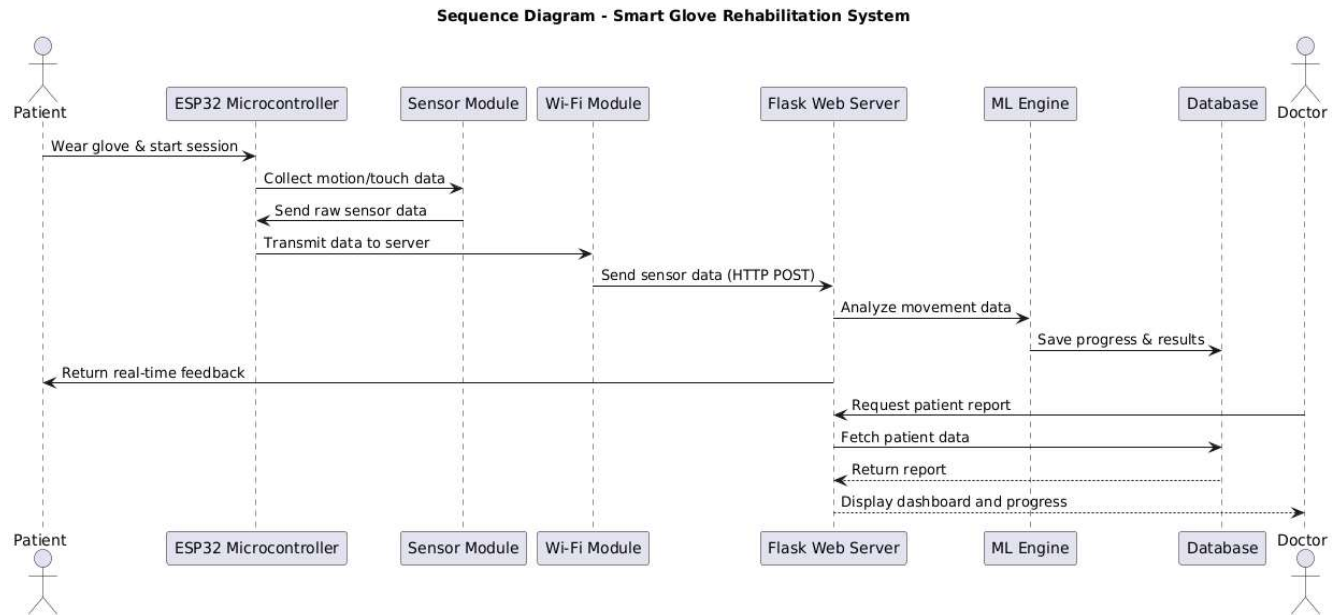 Sequence Diagram - Smart Glove Rehabilitation System
Patient
ESP32 Microcontroller
Sensor Module
Wi-Fi Module
Flask Web Server
ML Engine
Database
Doctor
Wear glove & start session
Collect motion/touch data
Send raw sensor data
Transmit data to server
Send sensor data (HTTP POST)
Analyze movement data
Save progress & results
Return real-time feedback
Request patient report
Fetch patient data
Return report
Display dashboard and progress
Patient
ESP32 Microcontroller
Sensor Module
Wi-Fi Module
Flask Web Server
ML Engine
Database
Doctor